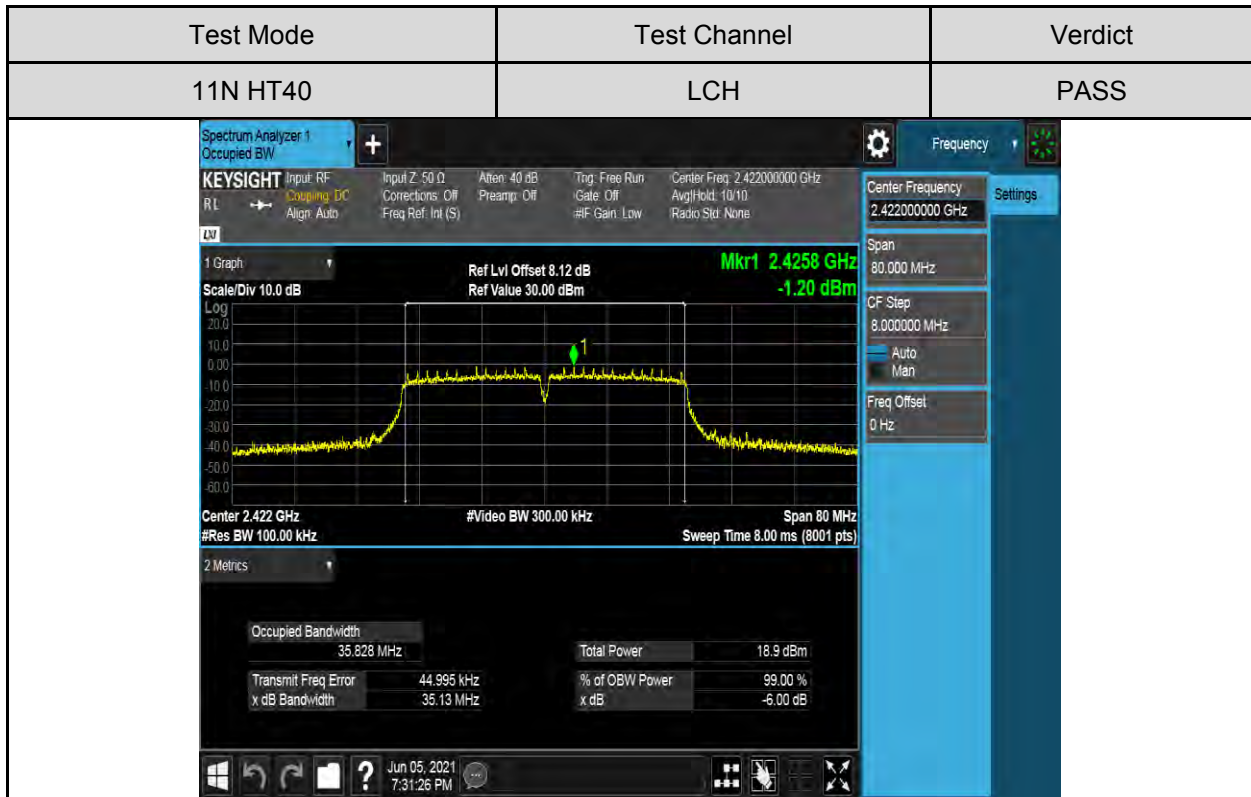 Test Mode Test Channel Verdict
11N HT40 LCH PASS
Spectrum Analyzer 1
Occupied BW
+
Frequency
KEYSIGHT Input: RF Input Z: 50 Ω Atten: 40 dB Trig: Free Run Center Freq: 2.422000000 GHz
RL Coupling: DC Corrections: Off Preamp: Off Gate: Off Avg|Hold: 10/10
Align: Auto Freq Ref: Int (S) #IF Gain: Low Radio Std: None
LXI
Center Frequency
2.422000000 GHz
Settings
Span
80.000 MHz
CF Step
8.000000 MHz
Auto
Man
Freq Offset
0 Hz
1 Graph
Scale/Div 10.0 dB
Ref Lvl Offset 8.12 dB
Ref Value 30.00 dBm
Mkr1 2.4258 GHz
-1.20 dBm
Log
20.0
10.0
0.00
-10.0
-20.0
-30.0
-40.0
-50.0
-60.0
1
Center 2.422 GHz #Video BW 300.00 kHz Span 80 MHz
#Res BW 100.00 kHz Sweep Time 8.00 ms (8001 pts)
2 Metrics
Occupied Bandwidth
35.828 MHz Total Power 18.9 dBm
Transmit Freq Error 44.995 kHz % of OBW Power 99.00 %
x dB Bandwidth 35.13 MHz x dB -6.00 dB
? Jun 05, 2021
7:31:26 PM